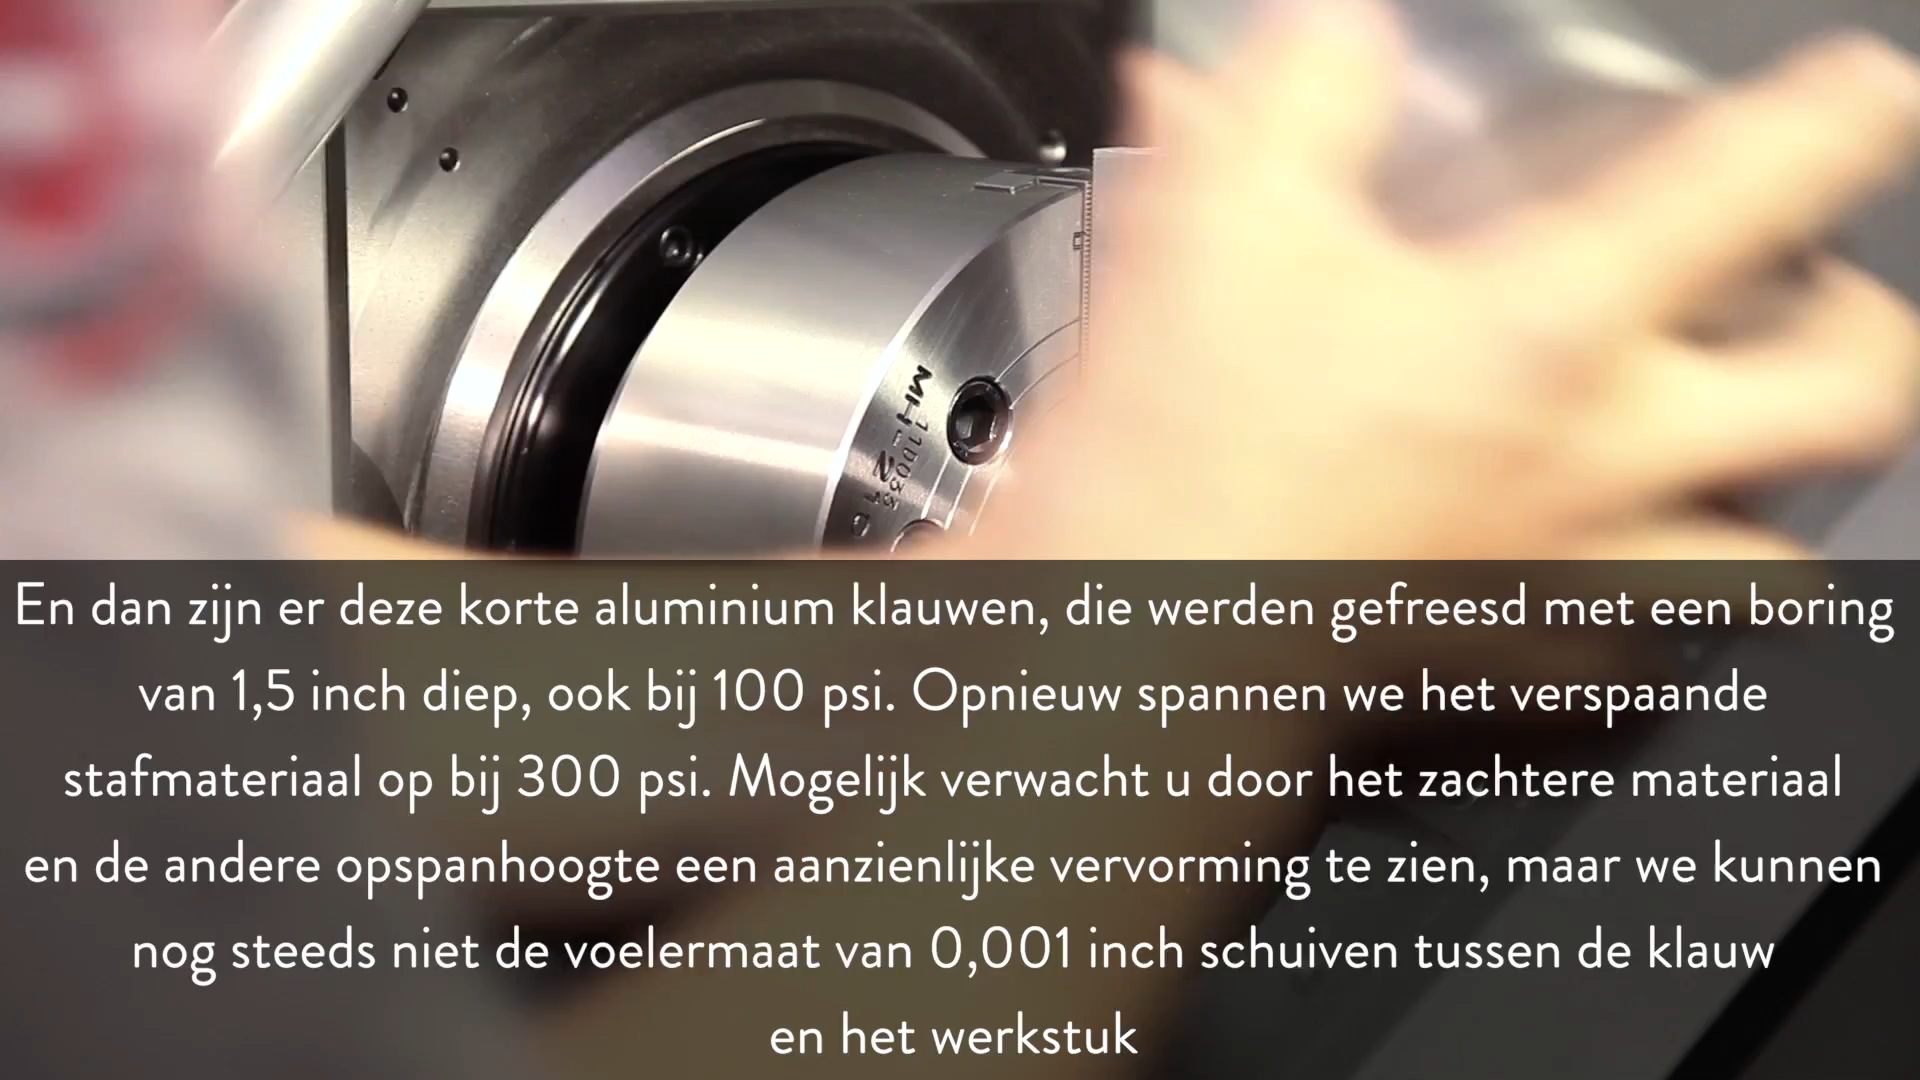 MH-210
110033
En dan zijn er deze korte aluminium klauwen, die werden gefreesd met een boring
van 1,5 inch diep, ook bij 100 psi. Opnieuw spannen we het verspaande
stafmateriaal op bij 300 psi. Mogelijk verwacht u door het zachtere materiaal
en de andere opspanhoogte een aanzienlijke vervorming te zien, maar we kunnen
nog steeds niet de voelermaat van 0,001 inch schuiven tussen de klauw
en het werkstuk